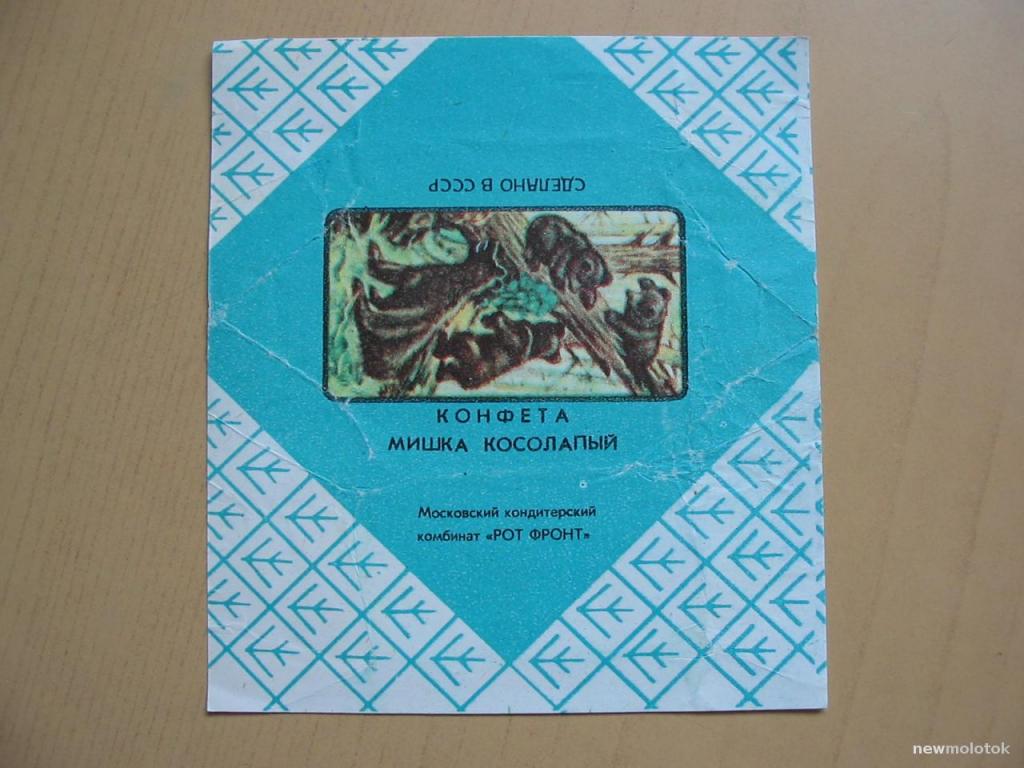 СДЕЛАНО В СССР
КОНФЕТА
МИШКА КОСОЛАПЫЙ
Московский кондитерский
комбинат «РОТ ФРОНТ»
newmolotok